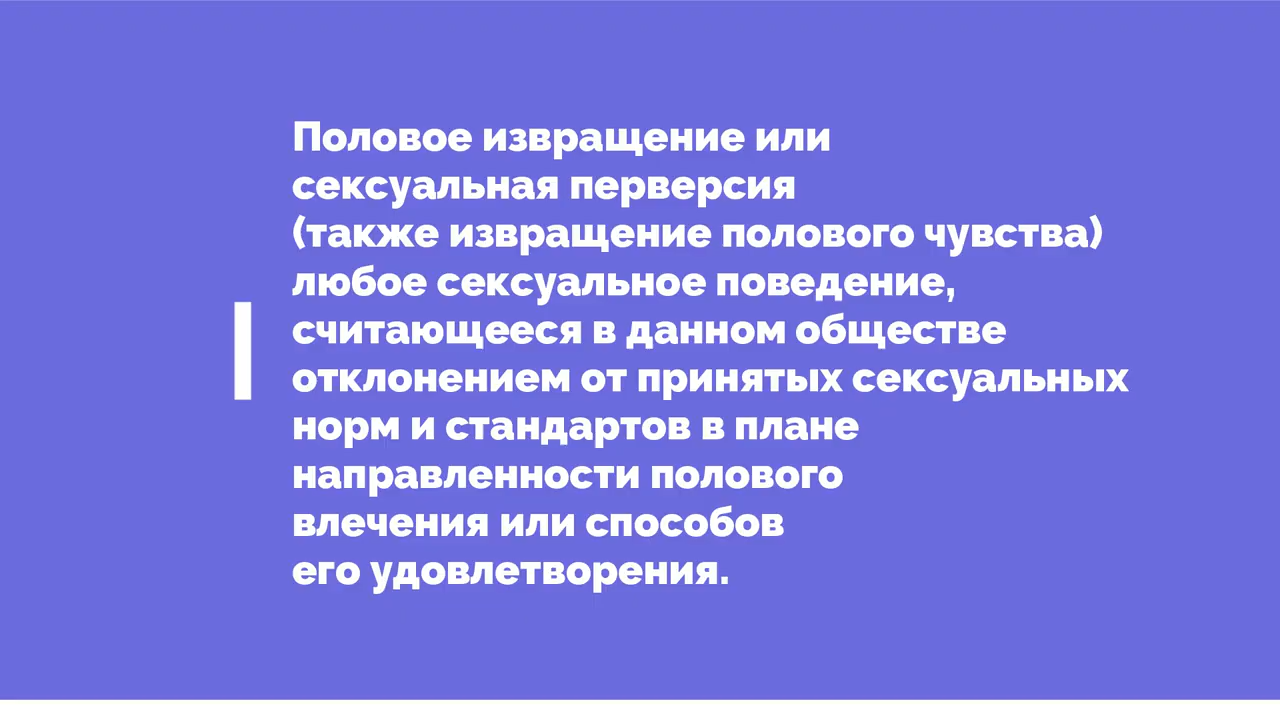 Половое извращение или
сексуальная перверсия
(также извращение полового чувства)
любое сексуальное поведение,
считающееся в данном обществе
отклонением от принятых сексуальных
норм и стандартов в плане
направленности полового
влечения или способов
его удовлетворения.